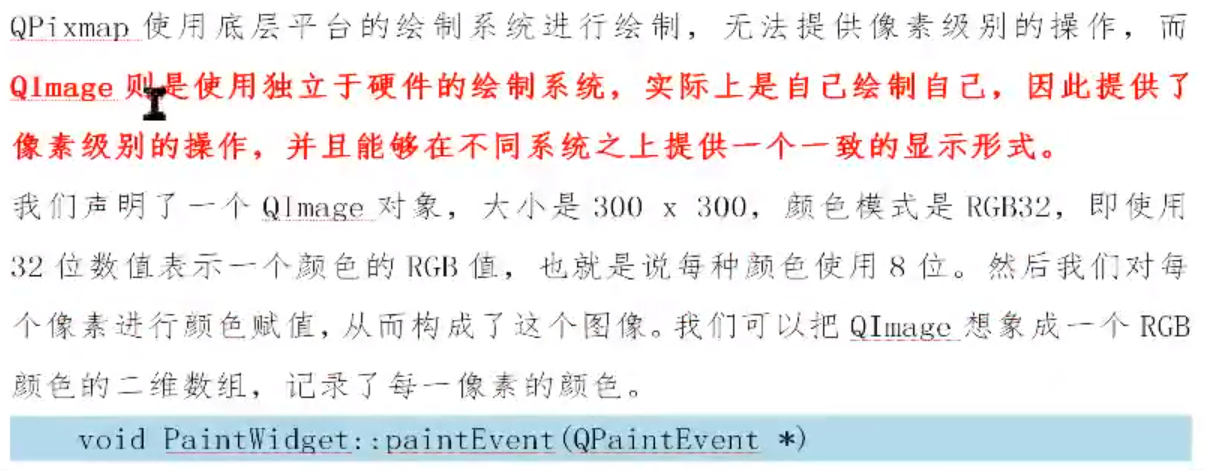 QPixmap 使用底层平台的绘制系统进行绘制，无法提供像素级别的操作，而
QImage 则是使用独立于硬件的绘制系统，实际上是自己绘制自己，因此提供了
像素级别的操作，并且能够在不同系统之上提供一个一致的显示形式。
我们声明了一个 QImage 对象，大小是 300 x 300，颜色模式是 RGB32，即使用
32 位数值表示一个颜色的 RGB 值，也就是说每种颜色使用 8 位。然后我们对每
个像素进行颜色赋值，从而构成了这个图像。我们可以把 QImage 想象成一个 RGB
颜色的二维数组，记录了每一像素的颜色。
void PaintWidget::paintEvent(QPaintEvent *)